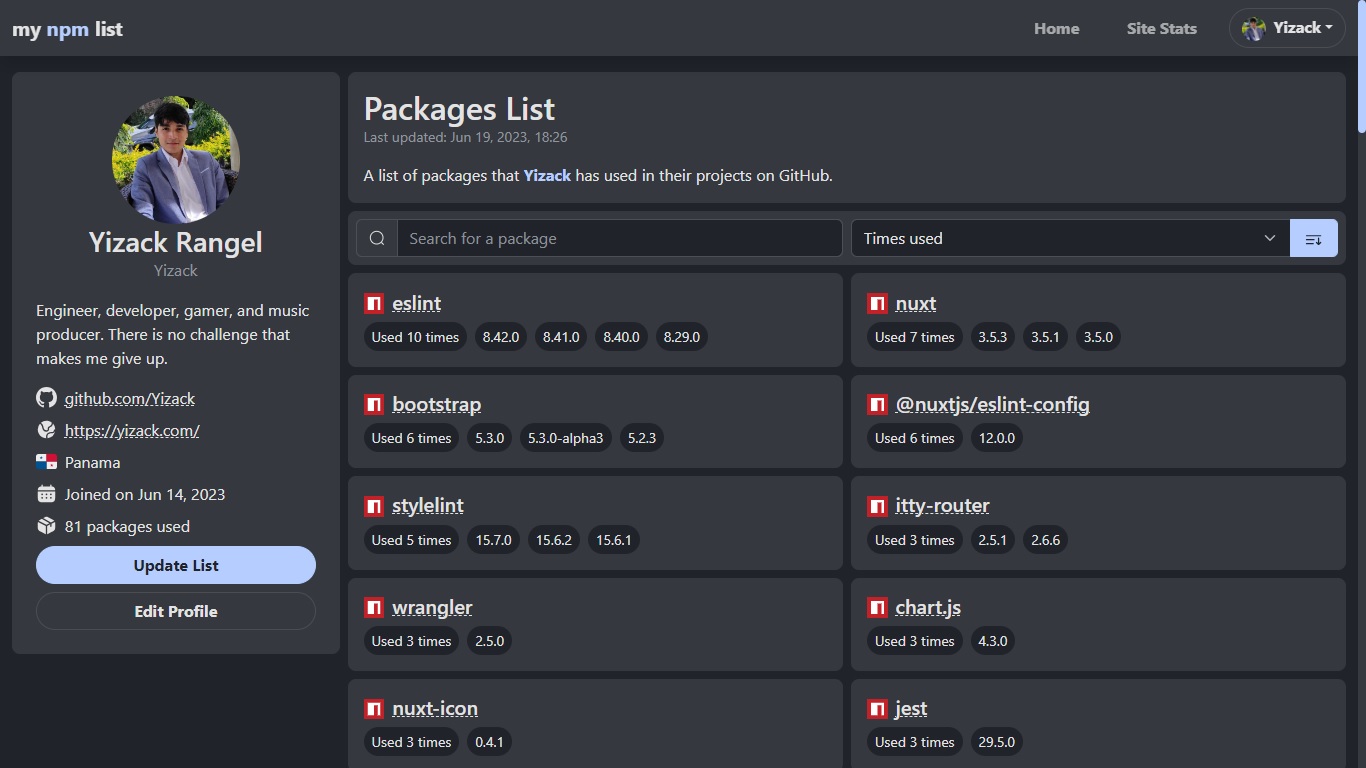 my npm list
Home
Site Stats
Yizack
Yizack Rangel
Yizack
Engineer, developer, gamer, and music
producer. There is no challenge that
makes me give up.
github.com/Yizack
https://yizack.com/
Panama
Joined on Jun 14, 2023
81 packages used
Update List
Edit Profile
Packages List
Last updated: Jun 19, 2023, 18:26
A list of packages that Yizack has used in their projects on GitHub.
Search for a package
Times used
eslint
Used 10 times 8.42.0 8.41.0 8.40.0 8.29.0
nuxt
Used 7 times 3.5.3 3.5.1 3.5.0
bootstrap
Used 6 times 5.3.0 5.3.0-alpha3 5.2.3
@nuxtjs/eslint-config
Used 6 times 12.0.0
stylelint
Used 5 times 15.7.0 15.6.2 15.6.1
itty-router
Used 3 times 2.5.1 2.6.6
wrangler
Used 3 times 2.5.0
chart.js
Used 3 times 4.3.0
nuxt-icon
Used 3 times 0.4.1
jest
Used 3 times 29.5.0